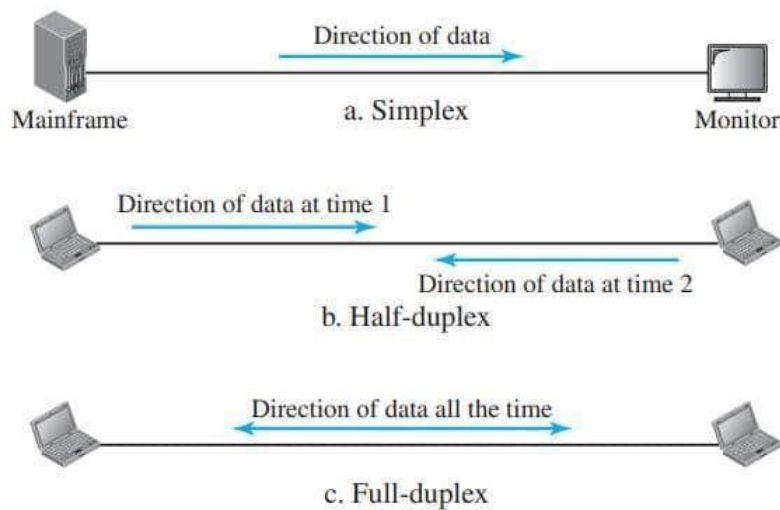 Direction of data
Mainframe
Monitor
a. Simplex
Direction of data at time 1
Direction of data at time 2
b. Half-duplex
Direction of data all the time
c. Full-duplex